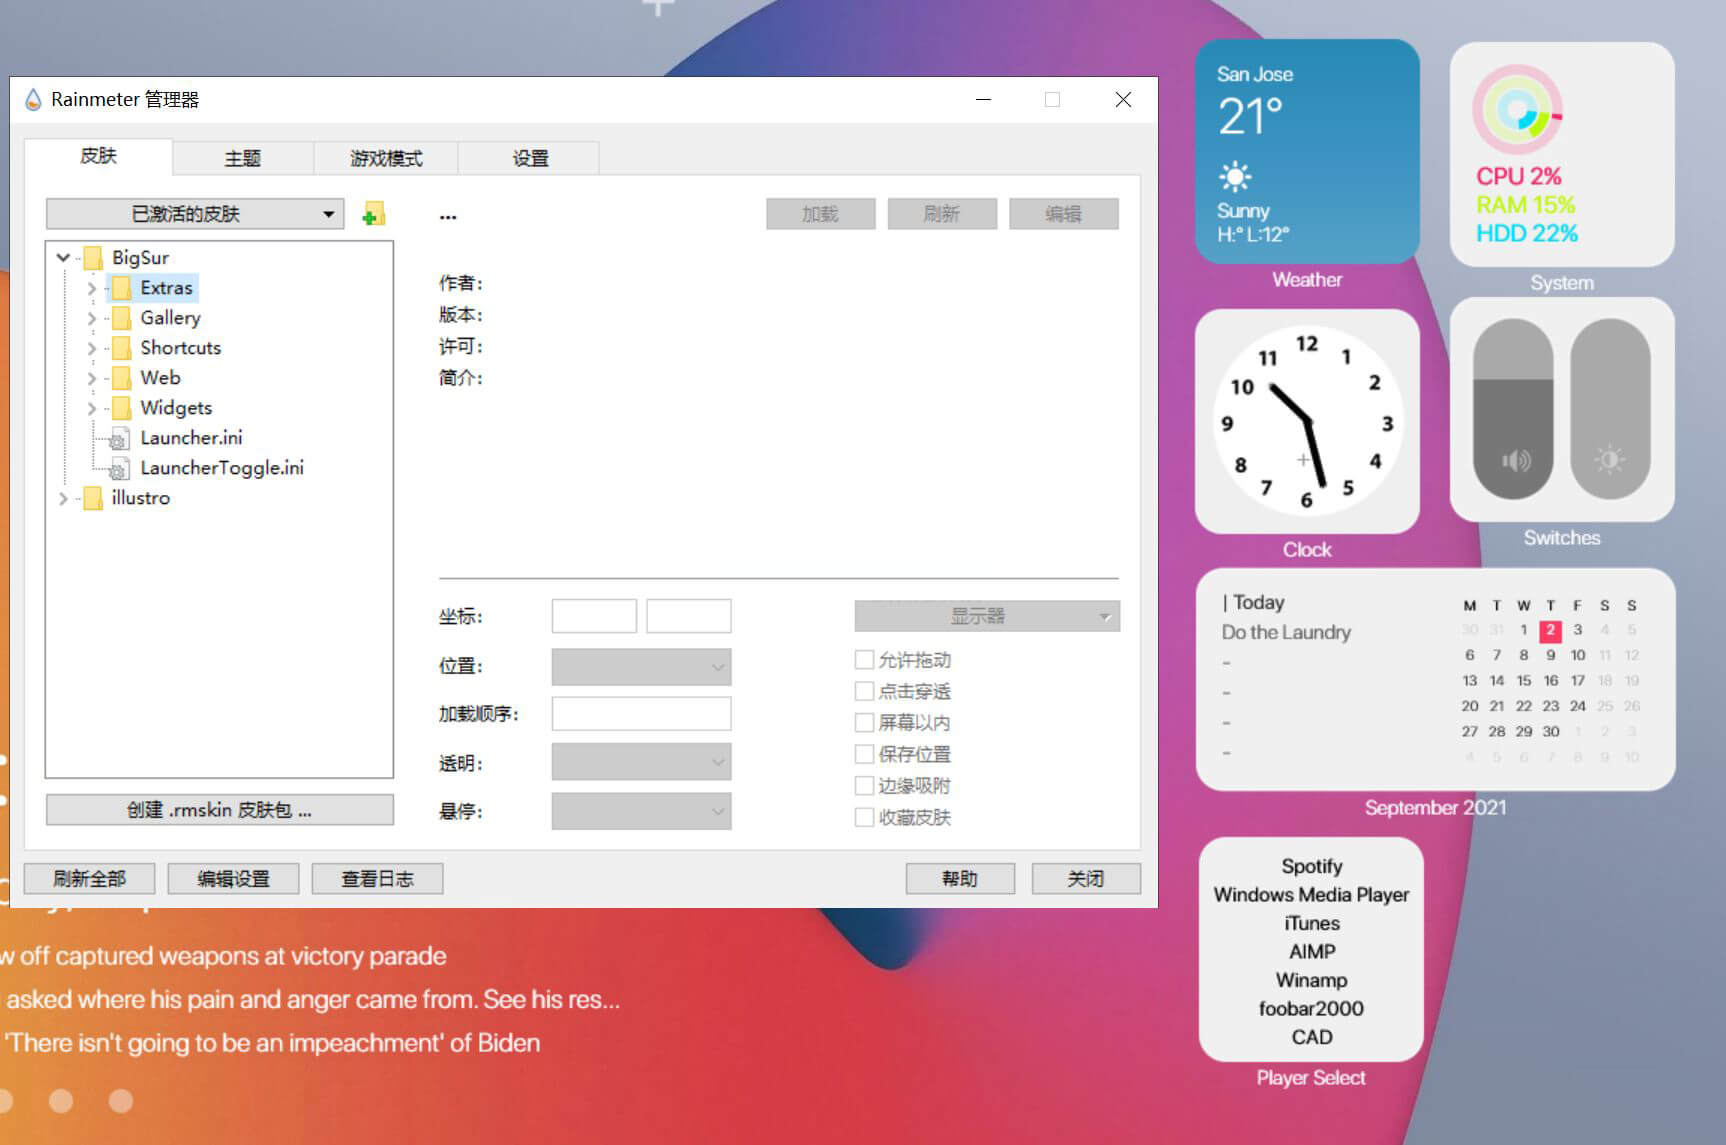 Rainmeter 管理器
皮肤
主题
游戏模式
设置
已激活的皮肤
...
加载
刷新
编辑
BigSur
Extras
Gallery
Shortcuts
Web
Widgets
Launcher.ini
LauncherToggle.ini
illustro
作者:
版本:
许可:
简介:
坐标:
位置:
加载顺序:
透明:
悬停:
显示器
允许拖动
点击穿透
屏幕以内
保存位置
边缘吸附
收藏皮肤
创建 .rmskin 皮肤包 ...
刷新全部
编辑设置
查看日志
帮助
关闭
off captured weapons at victory parade
asked where his pain and anger came from. See his res...
'There isn't going to be an impeachment' of Biden
San Jose
21°
Sunny
H:° L:12°
Weather
CPU 2%
RAM 15%
HDD 22%
System
12
1
2
3
4
5
6
7
8
9
10
11
Clock
Switches
| Today
Do the Laundry
-
-
-
-
M T W T F S S
30 31 1 2 3 4 5
6 7 8 9 10 11 12
13 14 15 16 17 18 19
20 21 22 23 24 25 26
27 28 29 30 1 2 3
4 5 6 7 8 9 10
September 2021
Spotify
Windows Media Player
iTunes
AIMP
Winamp
foobar2000
CAD
Player Select